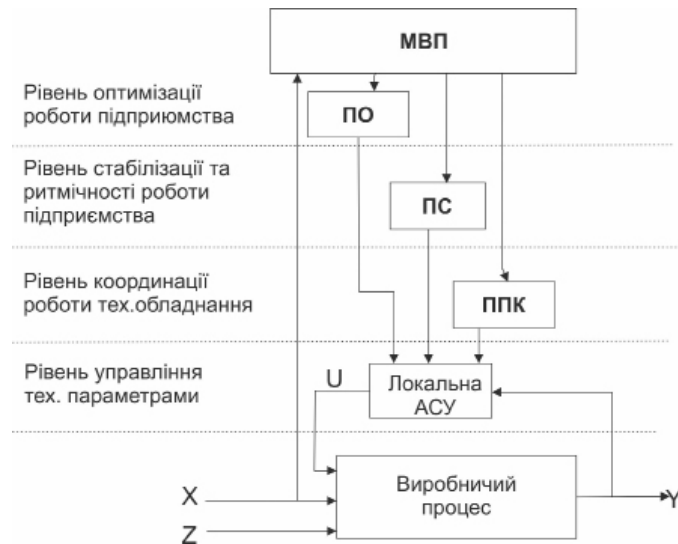 МВП
Рівень оптимізації
роботи підприюмства
ПО
Рівень стабілізації та
ритмічності роботи
підприємства
ПС
Рівень координації
роботи тех.обладнання
ППК
Рівень управління
тех. параметрами
U
Локальна
АСУ
X
Z
Виробничий
процес
Y